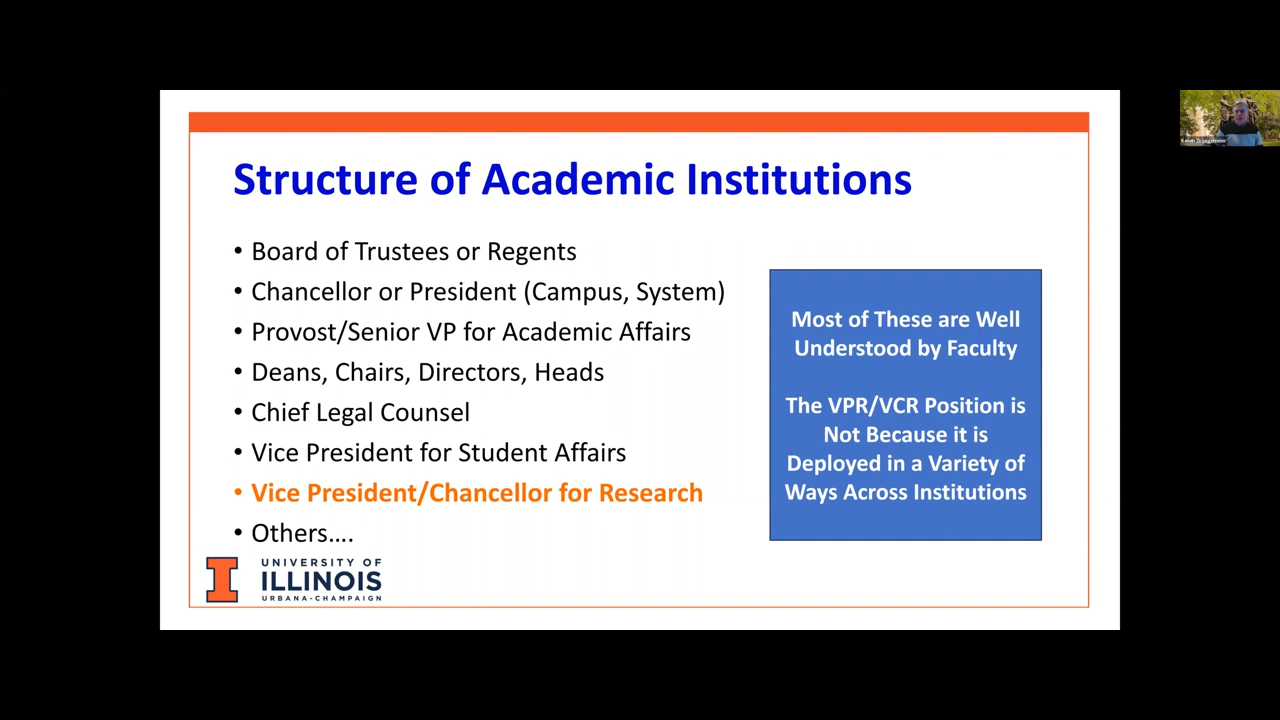 Structure of Academic Institutions
• Board of Trustees or Regents
• Chancellor or President (Campus, System)
• Provost/Senior VP for Academic Affairs
• Deans, Chairs, Directors, Heads
• Chief Legal Counsel
• Vice President for Student Affairs
• Vice President/Chancellor for Research
• Others....
Most of These are Well
Understood by Faculty
The VPR/VCR Position is
Not Because it is
Deployed in a Variety of
Ways Across Institutions
UNIVERSITY OF
ILLINOIS
URBANA-CHAMPAIGN
Kelvin Droegemeier